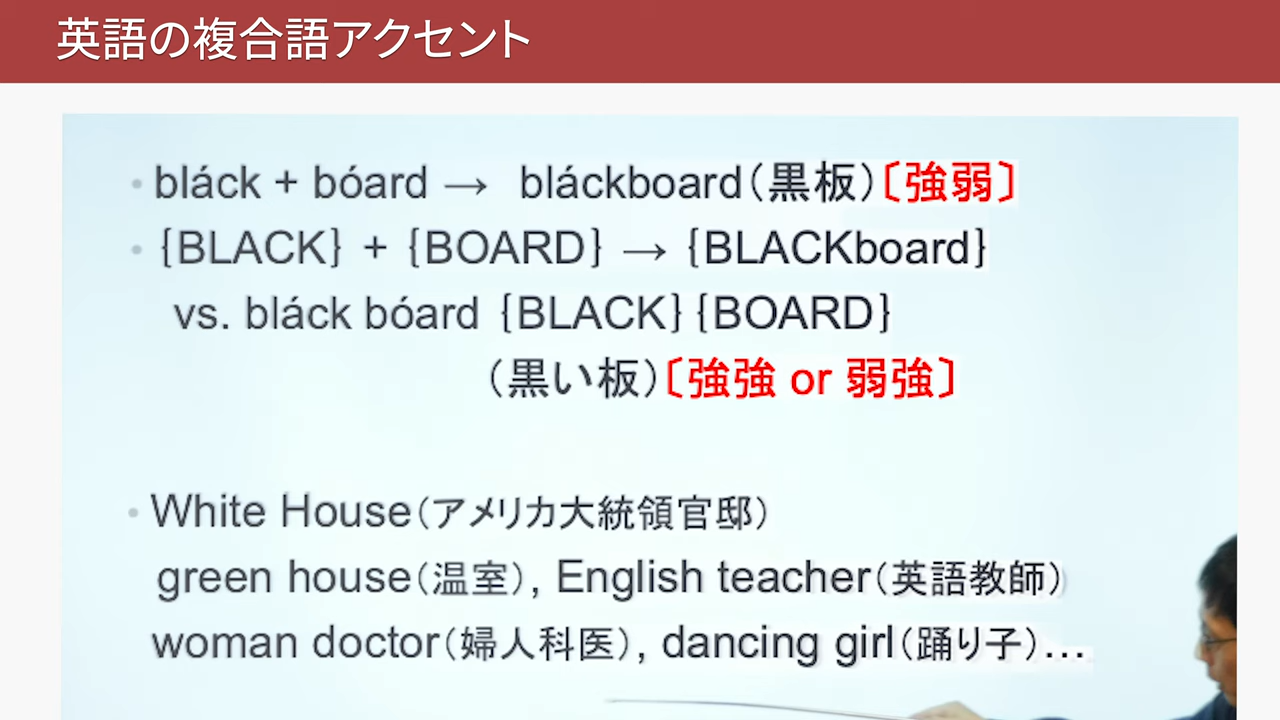 英語の複合語アクセント
• bláck + bóard → bláckboard（黒板）〔強弱〕
• {BLACK} + {BOARD} → {BLACKboard}
vs. bláck bóard {BLACK} {BOARD}
（黒い板）〔強強 or 弱強〕
• White House（アメリカ大統領官邸）
green house（温室）, English teacher（英語教師）
woman doctor（婦人科医）, dancing girl（踊り子）…